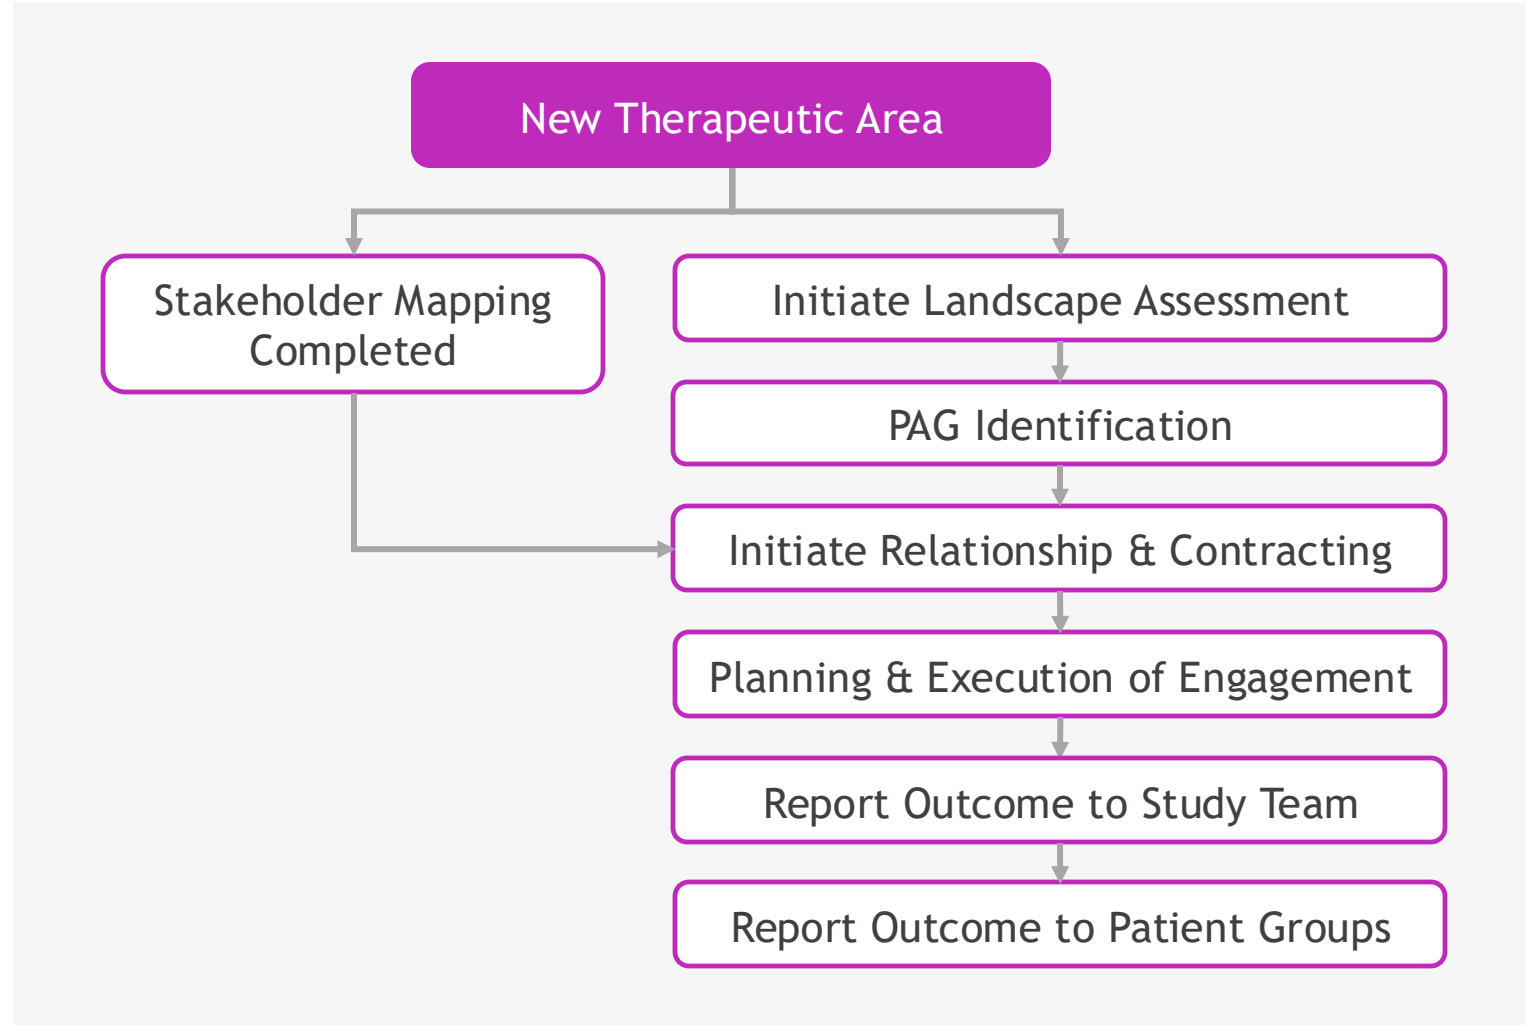 New Therapeutic Area
Stakeholder Mapping
Completed
Initiate Landscape Assessment
PAG Identification
Initiate Relationship & Contracting
Planning & Execution of Engagement
Report Outcome to Study Team
Report Outcome to Patient Groups